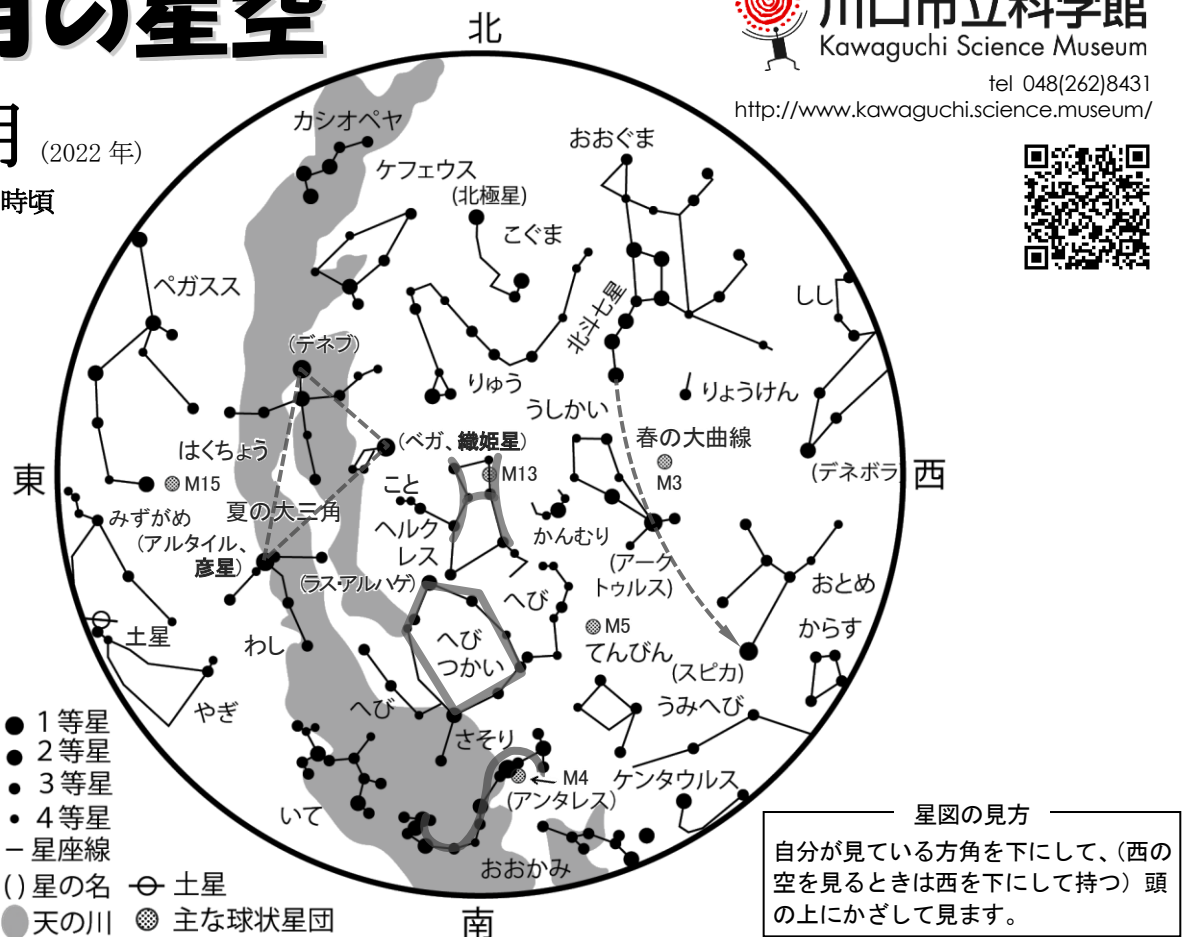 月の星空
川口市立科学館
Kawaguchi Science Museum
tel 048(262)8431
http://www.kawaguchi.science.museum/
月 (2022 年)
時頃
北
カシオペヤ
ケフェウス
(北極星)
こぐま
おおぐま
ペガスス
しし
北斗七星
(デネブ)
りゅう
うしかい
りょうけん
はくちょう
(ベガ、織姫星)
春の大曲線
M13
M3
(デネボラ)
東
西
M15
こと
みずがめ
夏の大三角
ヘルク
レス
かんむり
(アルタイル、
彦星)
(ラス・アルハゲ)
(アーク
トゥルス)
へび
おとめ
M5
からす
土星
わし
へび
つかい
てんびん
(スピカ)
やぎ
へび
うみへび
さそり
M4
(アンタレス)
ケンタウルス
いて
おおかみ
南
1等星
2等星
3等星
4等星
星座線
() 星の名
土星
天の川
主な球状星団
星図の見方
自分が見ている方角を下にして、(西の
空を見るときは西を下にして持つ) 頭
の上にかざして見ます。